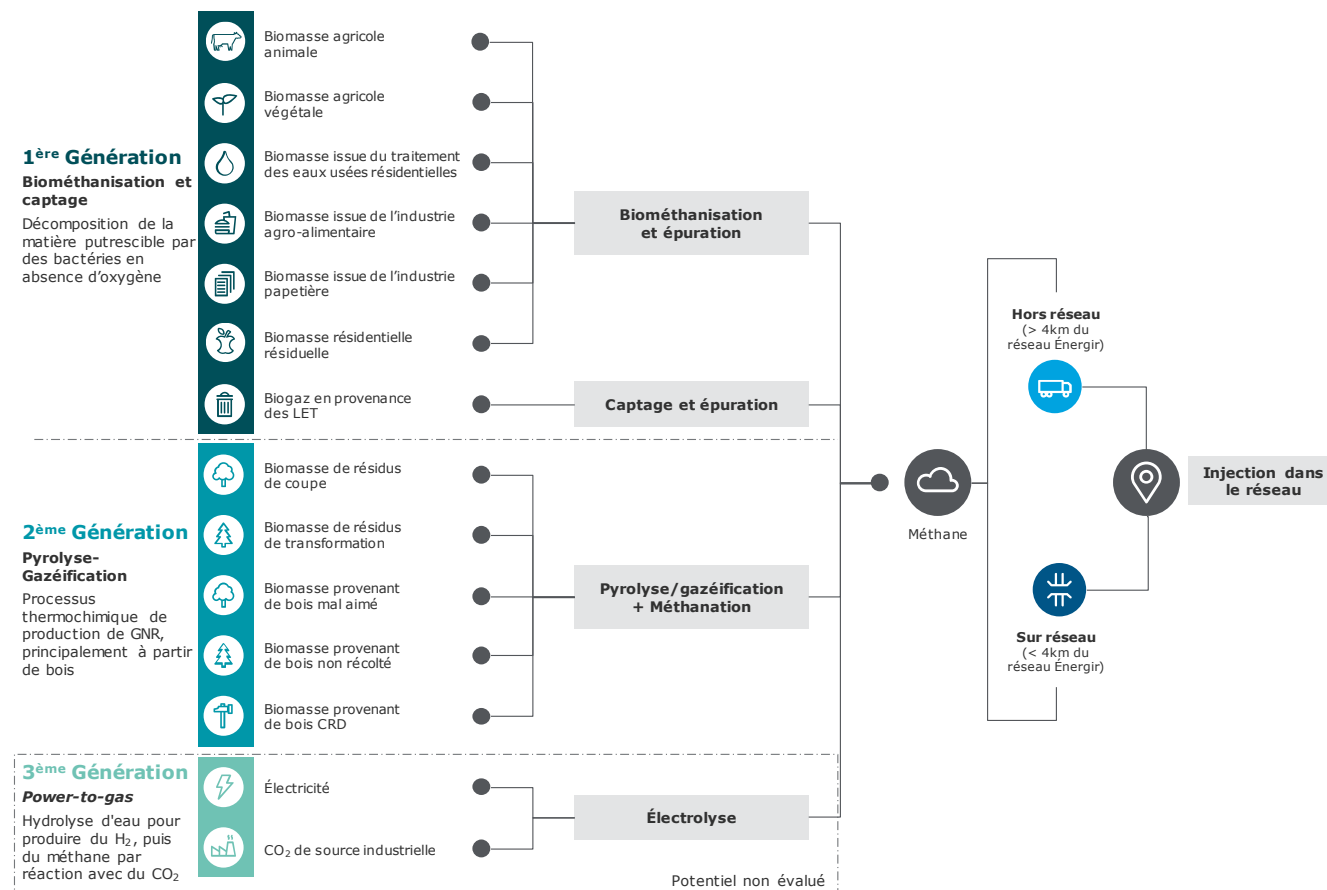 1ère Génération
Biométhanisation et
captage
Décomposition de la
matière putrescible par
des bactéries en
absence d'oxygène
Biomasse agricole
animale
Biomasse agricole
végétale
Biomasse issue du traitement
des eaux usées résidentielles
Biomasse issue de l'industrie
agro-alimentaire
Biomasse issue de l'industrie
papetière
Biomasse résidentielle
résiduelle
Biogaz en provenance
des LET
Biométhanisation
et épuration
Captage et épuration
2ème Génération
Pyrolyse-
Gazéification
Processus
thermochimique de
production de GNR,
principalement à partir
de bois
Biomasse de résidus
de coupe
Biomasse de résidus
de transformation
Biomasse provenant
de bois mal aimé
Biomasse provenant
de bois non récolté
Biomasse provenant
de bois CRD
Pyrolyse/gazéification
+ Méthanation
3ème Génération
Power-to-gas
Hydrolyse d'eau pour
produire du H₂, puis
du méthane par
réaction avec du CO₂
Électricité
CO₂ de source industrielle
Électrolyse
Potentiel non évalué
Méthane
Hors réseau
(> 4km du
réseau Énergir)
Sur réseau
(< 4km du
réseau Énergir)
Injection dans
le réseau